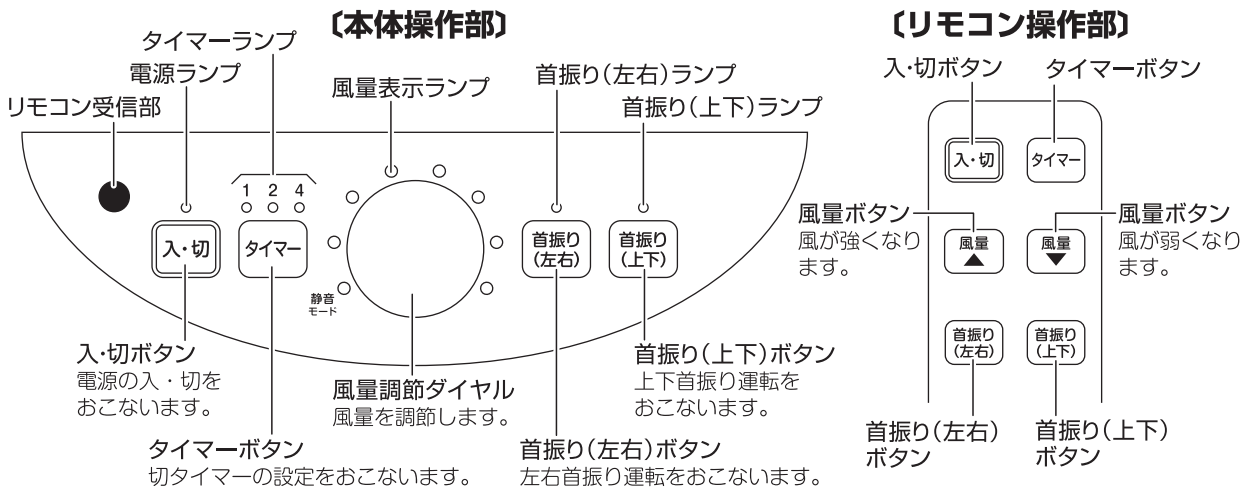 〔本体操作部〕
タイマーランプ
電源ランプ
リモコン受信部
風量表示ランプ
首振り(左右)ランプ
首振り(上下)ランプ
1 2 4
入・切
タイマー
静音
モード
首振り
(左右)
首振り
(上下)
入・切ボタン
電源の入・切を
おこないます。
タイマーボタン
切タイマーの設定をおこないます。
風量調節ダイヤル
風量を調節します。
首振り(左右)ボタン
左右首振り運転をおこないます。
首振り(上下)ボタン
上下首振り運転を
おこないます。
〔リモコン操作部〕
入・切ボタン
タイマーボタン
入・切
タイマー
風量ボタン
風が強くなり
ます。
風量
▲
風量
▼
風量ボタン
風が弱くなり
ます。
首振り
(左右)
首振り
(上下)
首振り(左右)
ボタン
首振り(上下)
ボタン